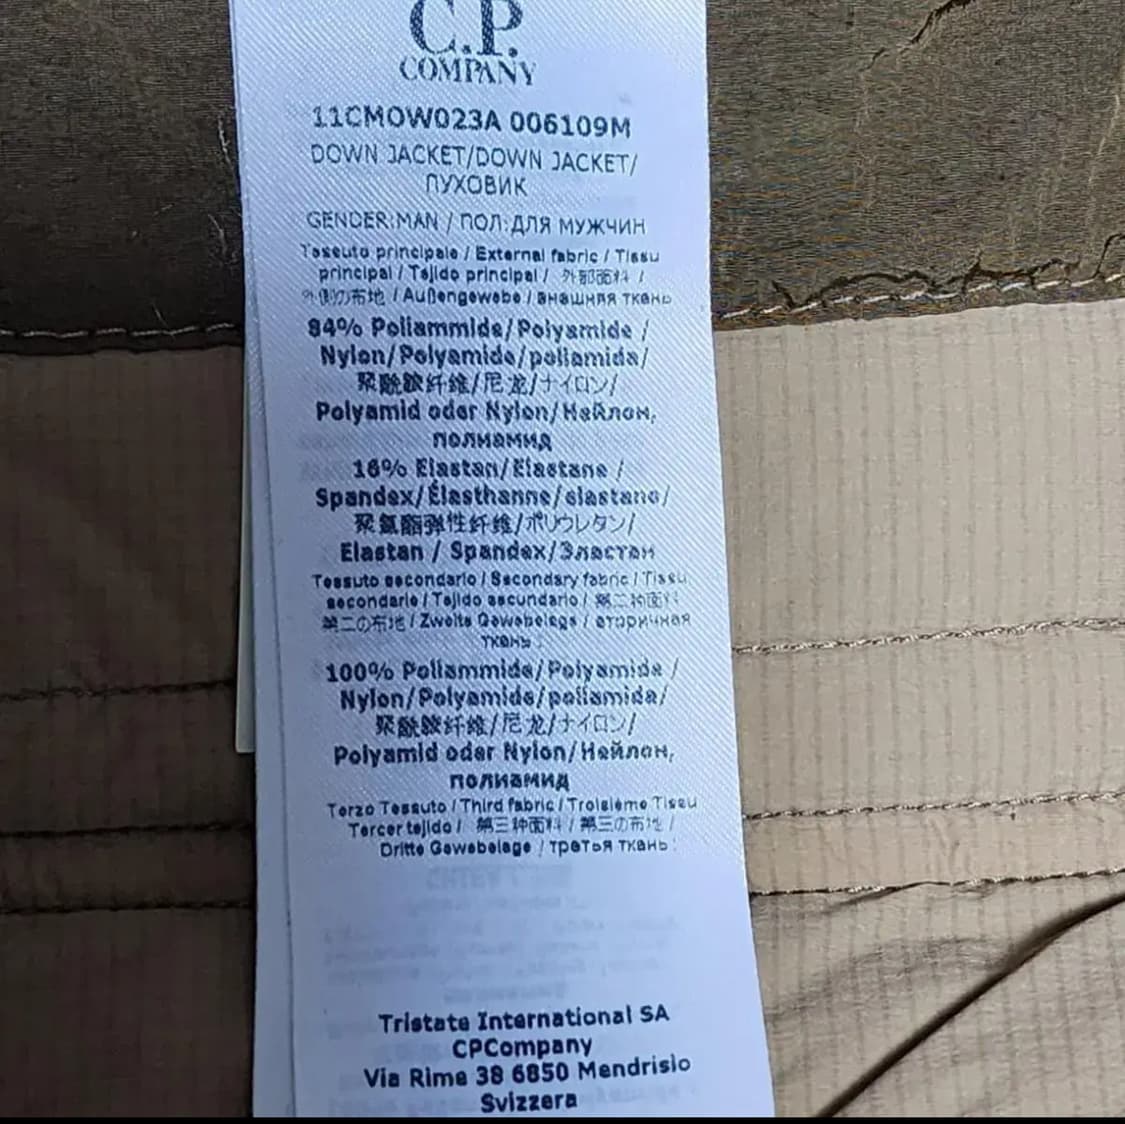 C.P.
COMPANY
11CMOW023A 006109M
DOWN JACKET/DOWN JACKET/
ПУХОВИК
GENDER:MAN / ПОЛ:ДЛЯ МУЖЧИН
Tessuto principale / External fabric / Tissu
principal / Tejido principal / 外部面料 /
外側の布地 / Außengewebe / внашняя ткань
84% Poliammide/Polyamide /
Nylon/Polyamide/poliamida/
聚酰胺纤维/尼龙/ナイロン/
Polyamid oder Nylon/Нейлон,
полиамид
16% Elastan/Elastane /
Spandex/Élasthanne/elastano/
聚氨酯弹性纤维/ポリウレタン/
Elastan / Spandex/Эластан
Tessuto secondario / Secondary fabric / Tissu
secondario / Tejido secundario / 第二种面料
第二の布地 / Zweite Gewebelage / вторичная
ткань :
100% Poliammide/Polyamide /
Nylon/Polyamide/poliamida/
聚酰胺纤维/尼龙/ナイロン/
Polyamid oder Nylon/Нейлон,
полиамид
Terzo Tessuto / Third fabric / Troisième Tissu
Tercer tejido / 第三种面料 / 第三の布地 /
Dritte Gewebelage / третья ткань :
Tristate International SA
CPCompany
Via Rime 38 6850 Mendrisio
Svizzera